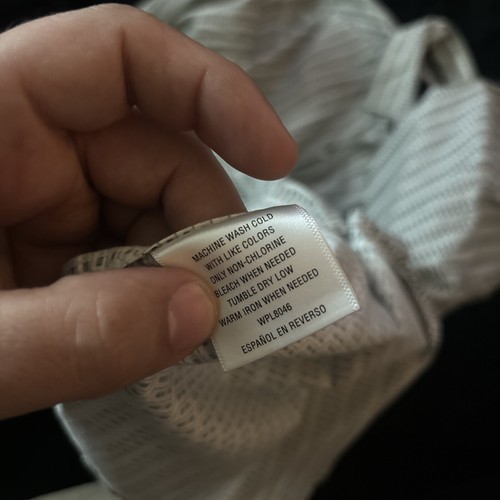 MACHINE WASH COLD
WITH LIKE COLORS
ONLY NON-CHLORINE
BLEACH WHEN NEEDED
TUMBLE DRY LOW
WARM IRON WHEN NEEDED
WPL8046
ESPAÑOL EN REVERSO